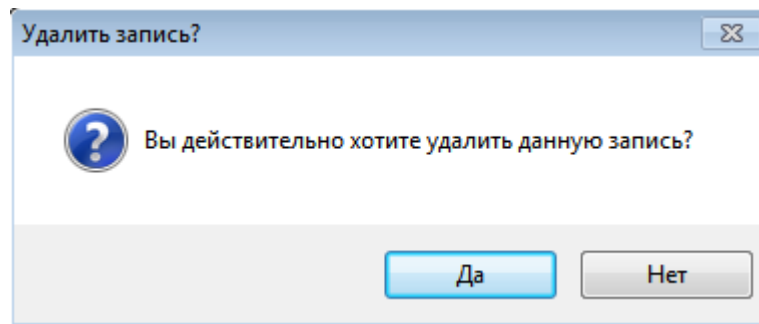 Удалить запись?
Вы действительно хотите удалить данную запись?
Да
Нет